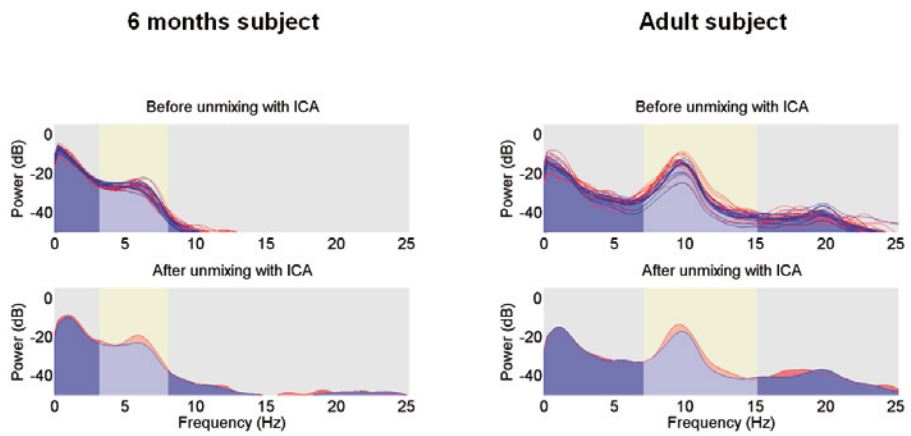 6 months subject
Adult subject
Before unmixing with ICA
Before unmixing with ICA
Power (dB)
0
-20
-40
0 5 10 15 20 25
Power (dB)
0
-20
-40
0 5 10 15 20 25
After unmixing with ICA
After unmixing with ICA
Power (dB)
0
-20
-40
0 5 10 15 20 25
Frequency (Hz)
Power (dB)
0
-20
-40
0 5 10 15 20 25
Frequency (Hz)